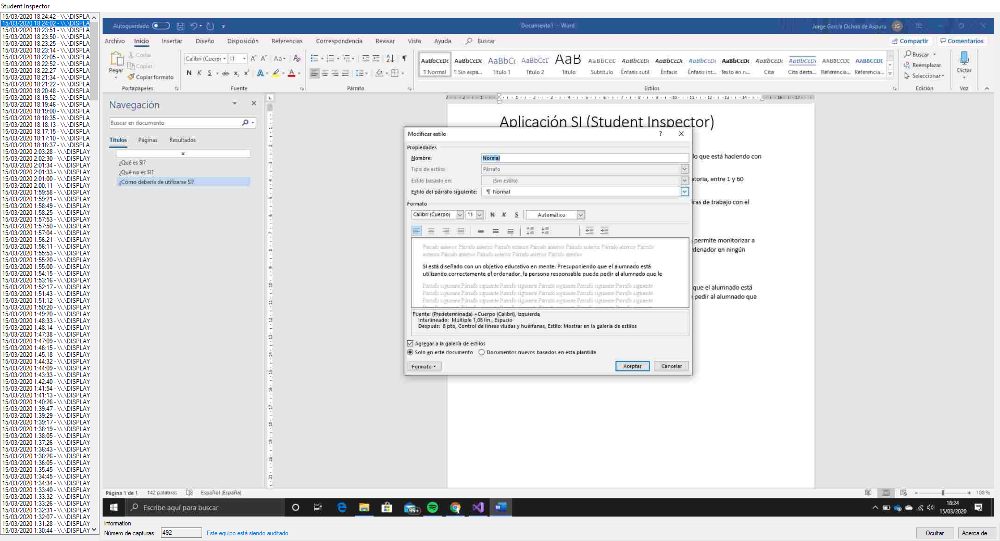 Student Inspector
15/03/2020 18:24:42 - \\.\DISPLA
15/03/2020 18:24:02 - \\.\DISPLA
15/03/2020 18:23:51 - \\.\DISPLA
15/03/2020 18:23:50 - \\.\DISPLA
15/03/2020 18:23:25 - \\.\DISPLA
15/03/2020 18:23:14 - \\.\DISPLA
15/03/2020 18:23:05 - \\.\DISPLA
15/03/2020 18:22:52 - \\.\DISPLA
15/03/2020 18:22:27 - \\.\DISPLA
15/03/2020 18:21:34 - \\.\DISPLA
15/03/2020 18:21:22 - \\.\DISPLA
15/03/2020 18:20:48 - \\.\DISPLA
15/03/2020 18:19:52 - \\.\DISPLA
15/03/2020 18:19:46 - \\.\DISPLA
15/03/2020 18:19:00 - \\.\DISPLA
15/03/2020 18:18:35 - \\.\DISPLA
15/03/2020 18:18:13 - \\.\DISPLA
15/03/2020 18:17:15 - \\.\DISPLA
15/03/2020 18:17:10 - \\.\DISPLA
15/03/2020 18:16:37 - \\.\DISPLA
15/03/2020 2:03:28 - \\.\DISPLAY
15/03/2020 2:02:30 - \\.\DISPLAY
15/03/2020 2:01:34 - \\.\DISPLAY
15/03/2020 2:01:33 - \\.\DISPLAY
15/03/2020 2:01:00 - \\.\DISPLAY
15/03/2020 2:00:11 - \\.\DISPLAY
15/03/2020 1:59:58 - \\.\DISPLAY
15/03/2020 1:59:21 - \\.\DISPLAY
15/03/2020 1:58:49 - \\.\DISPLAY
15/03/2020 1:58:25 - \\.\DISPLAY
15/03/2020 1:57:53 - \\.\DISPLAY
15/03/2020 1:57:50 - \\.\DISPLAY
15/03/2020 1:57:04 - \\.\DISPLAY
15/03/2020 1:56:21 - \\.\DISPLAY
15/03/2020 1:56:11 - \\.\DISPLAY
15/03/2020 1:55:53 - \\.\DISPLAY
15/03/2020 1:55:20 - \\.\DISPLAY
15/03/2020 1:55:00 - \\.\DISPLAY
15/03/2020 1:54:15 - \\.\DISPLAY
15/03/2020 1:53:16 - \\.\DISPLAY
15/03/2020 1:52:17 - \\.\DISPLAY
15/03/2020 1:51:43 - \\.\DISPLAY
15/03/2020 1:51:12 - \\.\DISPLAY
15/03/2020 1:50:20 - \\.\DISPLAY
15/03/2020 1:49:20 - \\.\DISPLAY
15/03/2020 1:48:33 - \\.\DISPLAY
15/03/2020 1:48:14 - \\.\DISPLAY
15/03/2020 1:47:38 - \\.\DISPLAY
15/03/2020 1:47:09 - \\.\DISPLAY
15/03/2020 1:46:15 - \\.\DISPLAY
15/03/2020 1:45:18 - \\.\DISPLAY
15/03/2020 1:44:32 - \\.\DISPLAY
15/03/2020 1:44:09 - \\.\DISPLAY
15/03/2020 1:43:33 - \\.\DISPLAY
15/03/2020 1:42:40 - \\.\DISPLAY
15/03/2020 1:41:54 - \\.\DISPLAY
15/03/2020 1:41:13 - \\.\DISPLAY
15/03/2020 1:40:26 - \\.\DISPLAY
15/03/2020 1:39:47 - \\.\DISPLAY
15/03/2020 1:39:29 - \\.\DISPLAY
15/03/2020 1:39:17 - \\.\DISPLAY
15/03/2020 1:38:19 - \\.\DISPLAY
15/03/2020 1:38:05 - \\.\DISPLAY
15/03/2020 1:37:26 - \\.\DISPLAY
15/03/2020 1:36:43 - \\.\DISPLAY
15/03/2020 1:36:26 - \\.\DISPLAY
15/03/2020 1:36:05 - \\.\DISPLAY
15/03/2020 1:35:45 - \\.\DISPLAY
15/03/2020 1:34:45 - \\.\DISPLAY
15/03/2020 1:34:34 - \\.\DISPLAY
15/03/2020 1:33:40 - \\.\DISPLAY
15/03/2020 1:33:32 - \\.\DISPLAY
15/03/2020 1:33:26 - \\.\DISPLAY
15/03/2020 1:32:31 - \\.\DISPLAY
15/03/2020 1:32:07 - \\.\DISPLAY
15/03/2020 1:31:28 - \\.\DISPLAY
15/03/2020 1:30:44 - \\.\DISPLAY
Autoguardado Documento1 - Word Jorge García Ochoa de Aspuru JG
Archivo Inicio Insertar Diseño Disposición Referencias Correspondencia Revisar Vista Ayuda Buscar Compartir Comentarios
Pegar Cortar Copiar Copiar formato
Calibri (Cuerpo 11 Aa
N K S ab x x A A
AaBbCcDc AaBbCcDc AaBbCc AaBbCcD AaB AaBbCcD AaBbCcDt AaBbCcDt AaBbCcDt AaBbCcDc AaBbCcDt AaBbCcDt AABBCCDC AABBCCDC
¶ Normal ¶ Sin espa... Título 1 Título 2 Título Subtítulo Énfasis sutil Énfasis Énfasis int... Texto en n... Cita Cita desta... Referencia... Referencia...
Buscar
Reemplazar
Seleccionar
Dictar
Portapapeles Fuente Párrafo Estilos Edición Voz
Navegación
Buscar en documento
Títulos Páginas Resultados
¿Qué es SI?
¿Qué no es SI?
¿Cómo debería de utilizarse SI?
Aplicación SI (Student Inspector)
lo que está haciendo con
atoria, entre 1 y 60
ras de trabajo con el
permite monitorizar a
denador en ningún
que el alumnado está
pedir al alumnado que
Modificar estilo ?
Propiedades
Nombre: Normal
Tipo de estilo: Párrafo
Estilo basado en: (Sin estilo)
Estilo del párrafo siguiente: ¶ Normal
Formato
Calibri (Cuerpo) 11 N K S Automático
Párrafo anterior Párrafo anterior Párrafo anterior Párrafo anterior Párrafo anterior Párrafo anterior Párrafo
anterior Párrafo anterior Párrafo anterior Párrafo anterior Párrafo anterior
SI está diseñado con un objetivo educativo en mente. Presuponiendo que el alumnado está
utilizando correctamente el ordenador, la persona responsable puede pedir al alumnado que le
Párrafo siguiente Párrafo siguiente Párrafo siguiente Párrafo siguiente Párrafo siguiente Párrafo siguiente
Párrafo siguiente Párrafo siguiente Párrafo siguiente Párrafo siguiente Párrafo siguiente Párrafo siguiente
Párrafo siguiente Párrafo siguiente Párrafo siguiente Párrafo siguiente Párrafo siguiente Párrafo siguiente
Fuente: (Predeterminada) +Cuerpo (Calibri), Izquierda
Interlineado: Múltiple 1,08 lín., Espacio
Después: 8 pto, Control de líneas viudas y huérfanas, Estilo: Mostrar en la galería de estilos
Agregar a la galería de estilos
Solo en este documento Documentos nuevos basados en esta plantilla
Formato Aceptar Cancelar
Página 1 de 1 142 palabras Español (España) 100 %
Escribe aquí para buscar 99+ 18:24
15/03/2020
Information
Número de capturas: 492 Este equipo está siendo auditado. Ocultar Acerca de...